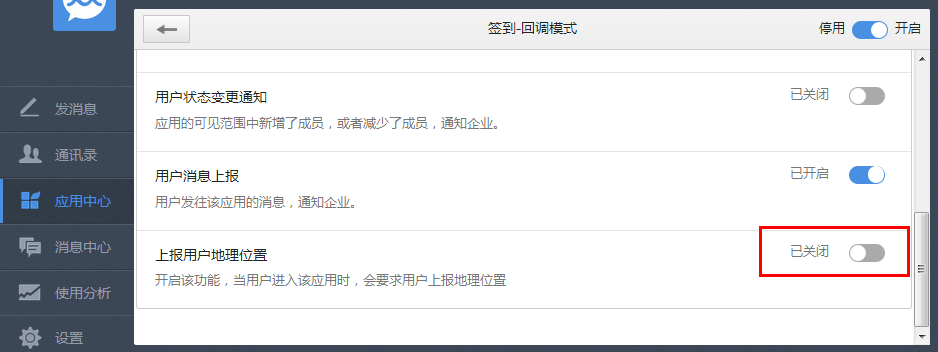 签到-回调模式
停用
开启
用户状态变更通知
已关闭
应用的可见范围中新增了成员，或者减少了成员，通知企业。
用户消息上报
已开启
用户发往该应用的消息，通知企业。
上报用户地理位置
已关闭
开启该功能，当用户进入该应用时，会要求用户上报地理位置
发消息
通讯录
应用中心
消息中心
使用分析
设置